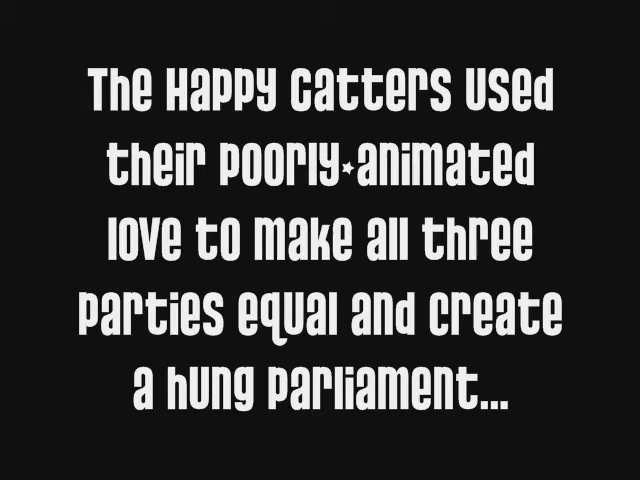 The Happy Catters used
their poorly★animated
love to make all three
parties equal and create
a hung parliament...